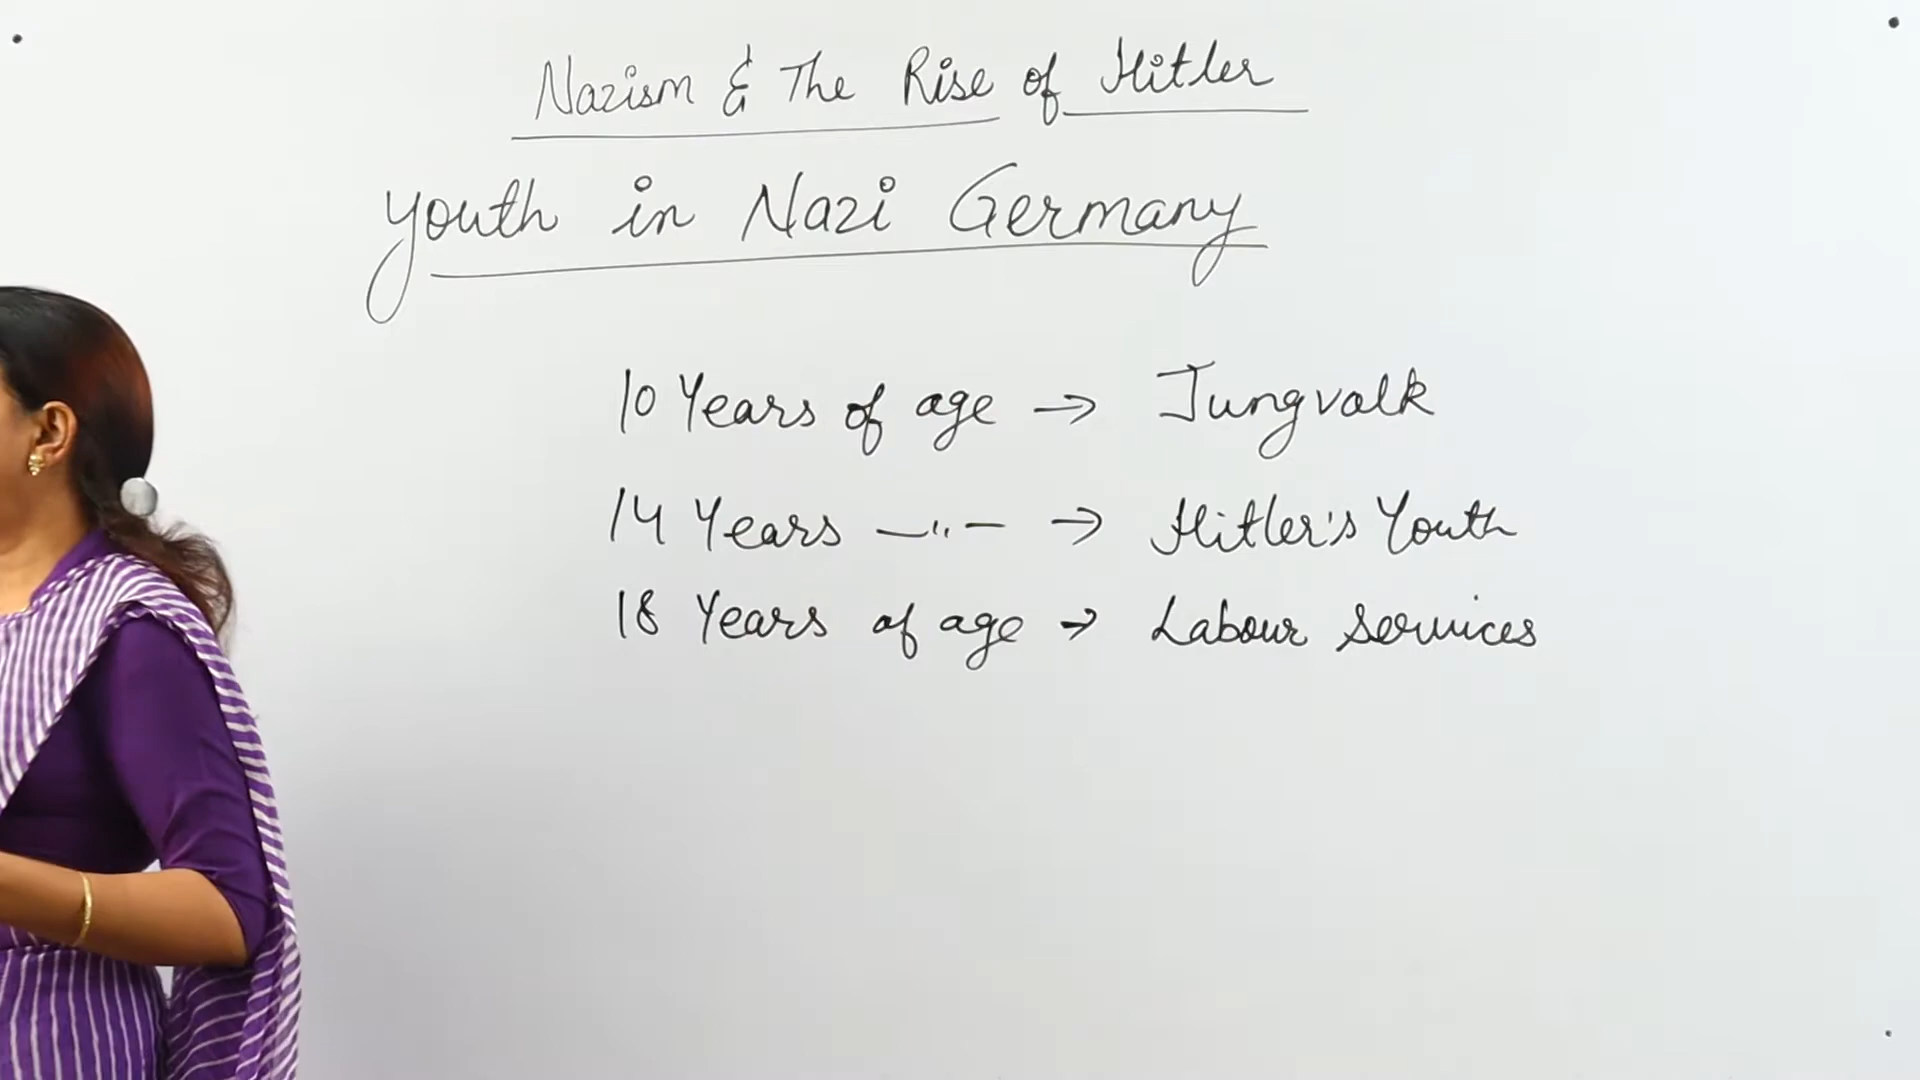 Nazism & The Rise of Hitler
Youth in Nazi Germany
10 Years of age → Jungvolk
14 Years —"— → Hitler's Youth
18 Years of age → Labour Services